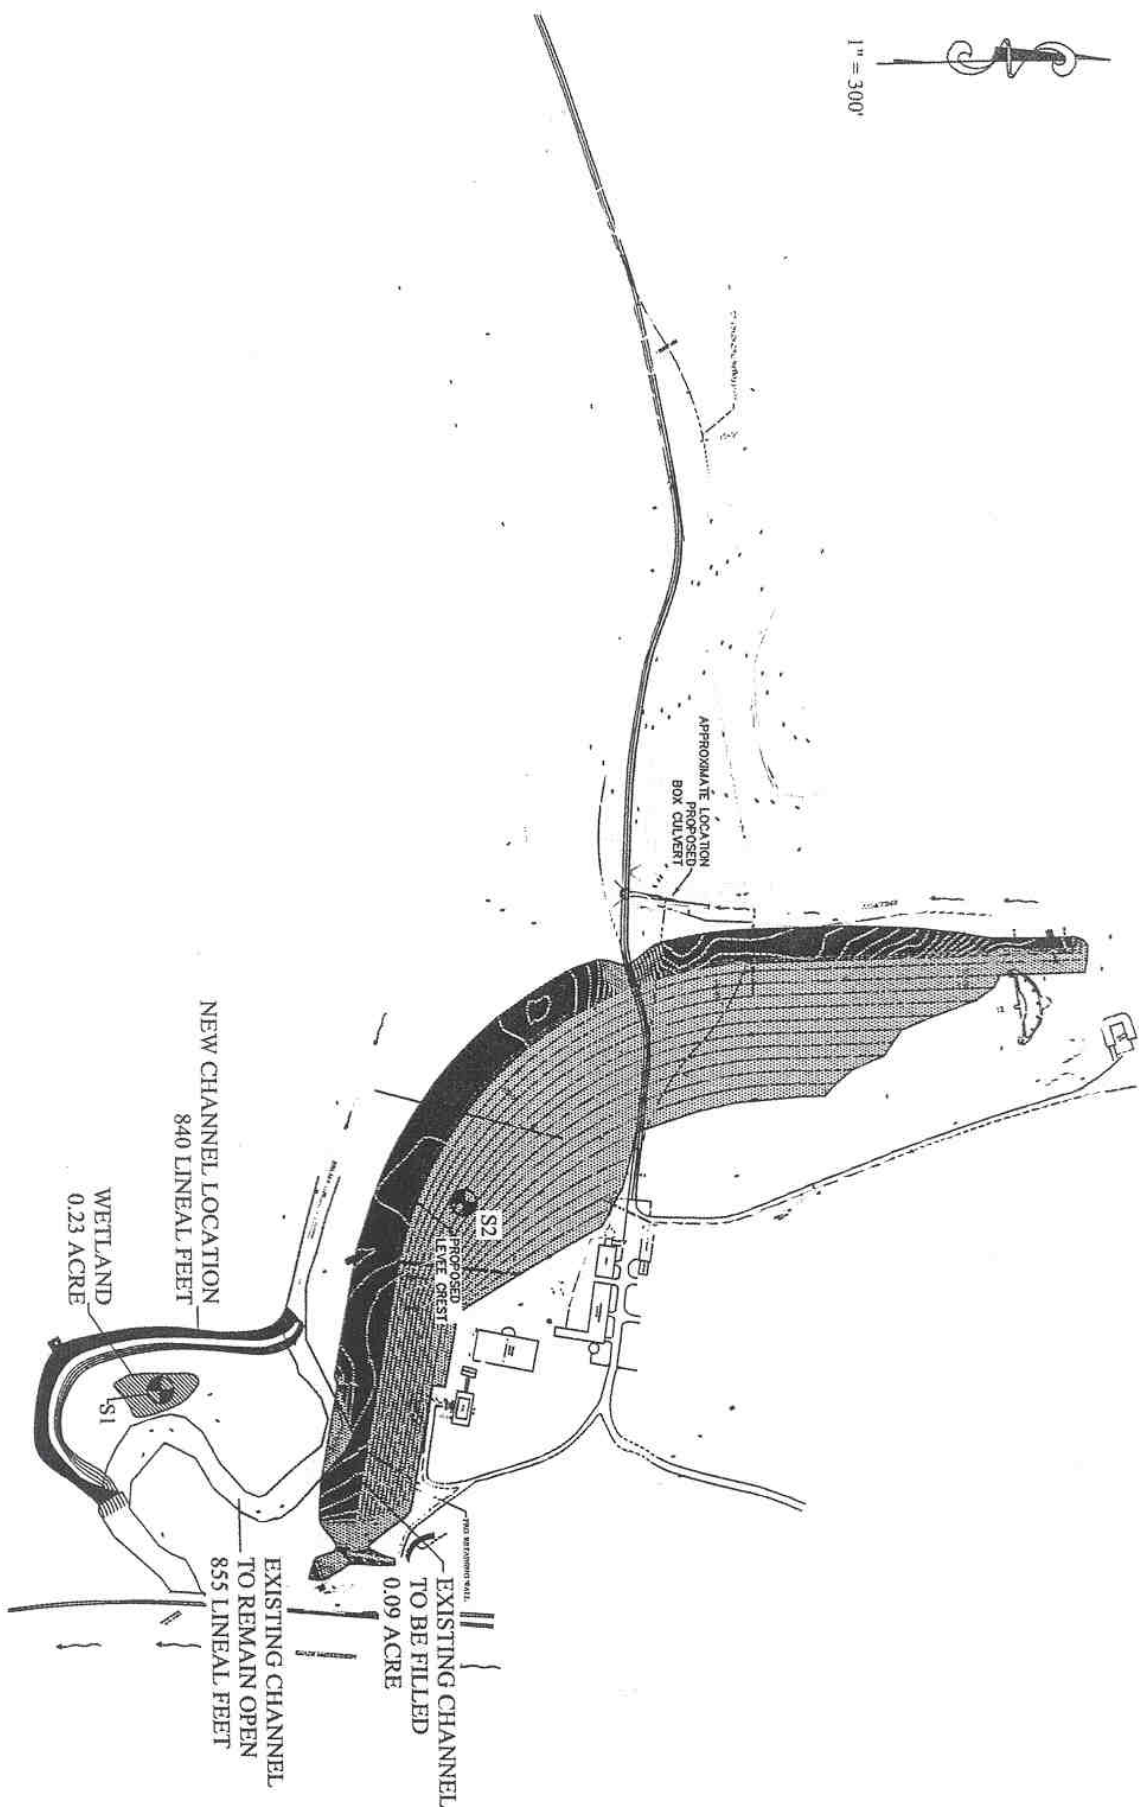 1" = 300'
APPROXIMATE LOCATION
PROPOSED
BOX CULVERT
S2
PROPOSED
LEVEE CREST
NEW CHANNEL LOCATION
840 LINEAL FEET
WETLAND
0.23 ACRE
S1
EXISTING CHANNEL
TO BE FILLED
0.09 ACRE
EXISTING CHANNEL
TO REMAIN OPEN
855 LINEAL FEET
MISSISSIPPI RIVER